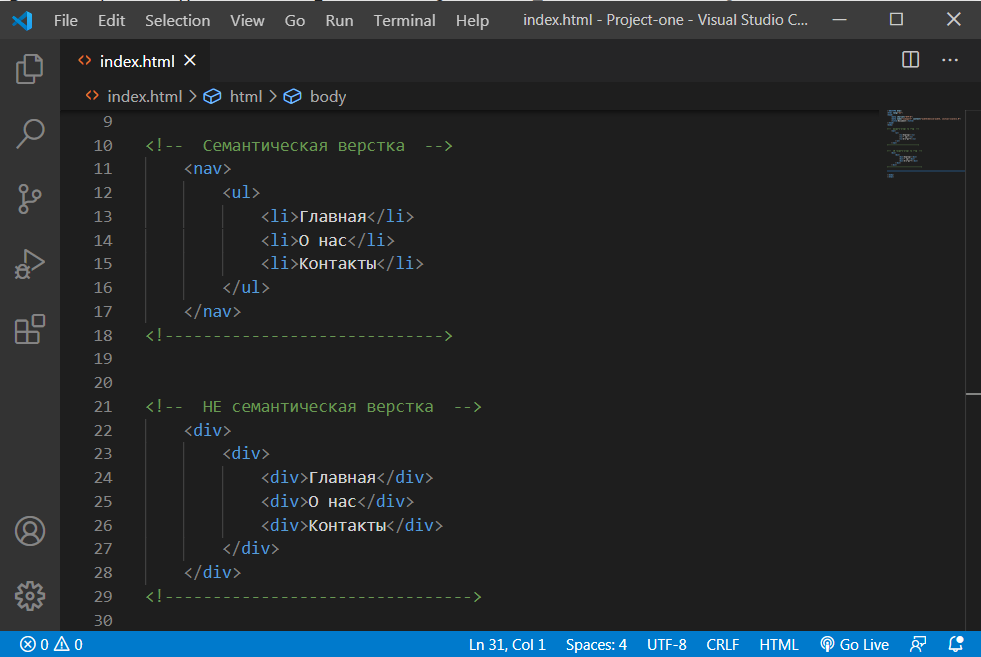 File Edit Selection View Go Run Terminal Help index.html - Project-one - Visual Studio C...
index.html
index.html > html > body
9
10 <!--  Семантическая верстка  -->
11 <nav>
12 <ul>
13 <li>Главная</li>
14 <li>О нас</li>
15 <li>Контакты</li>
16 </ul>
17 </nav>
18 <!----------------------------->
19
20
21 <!--  НЕ семантическая верстка  -->
22 <div>
23 <div>
24 <div>Главная</div>
25 <div>О нас</div>
26 <div>Контакты</div>
27 </div>
28 </div>
29 <!-------------------------------->
30
0 0 Ln 31, Col 1 Spaces: 4 UTF-8 CRLF HTML Go Live